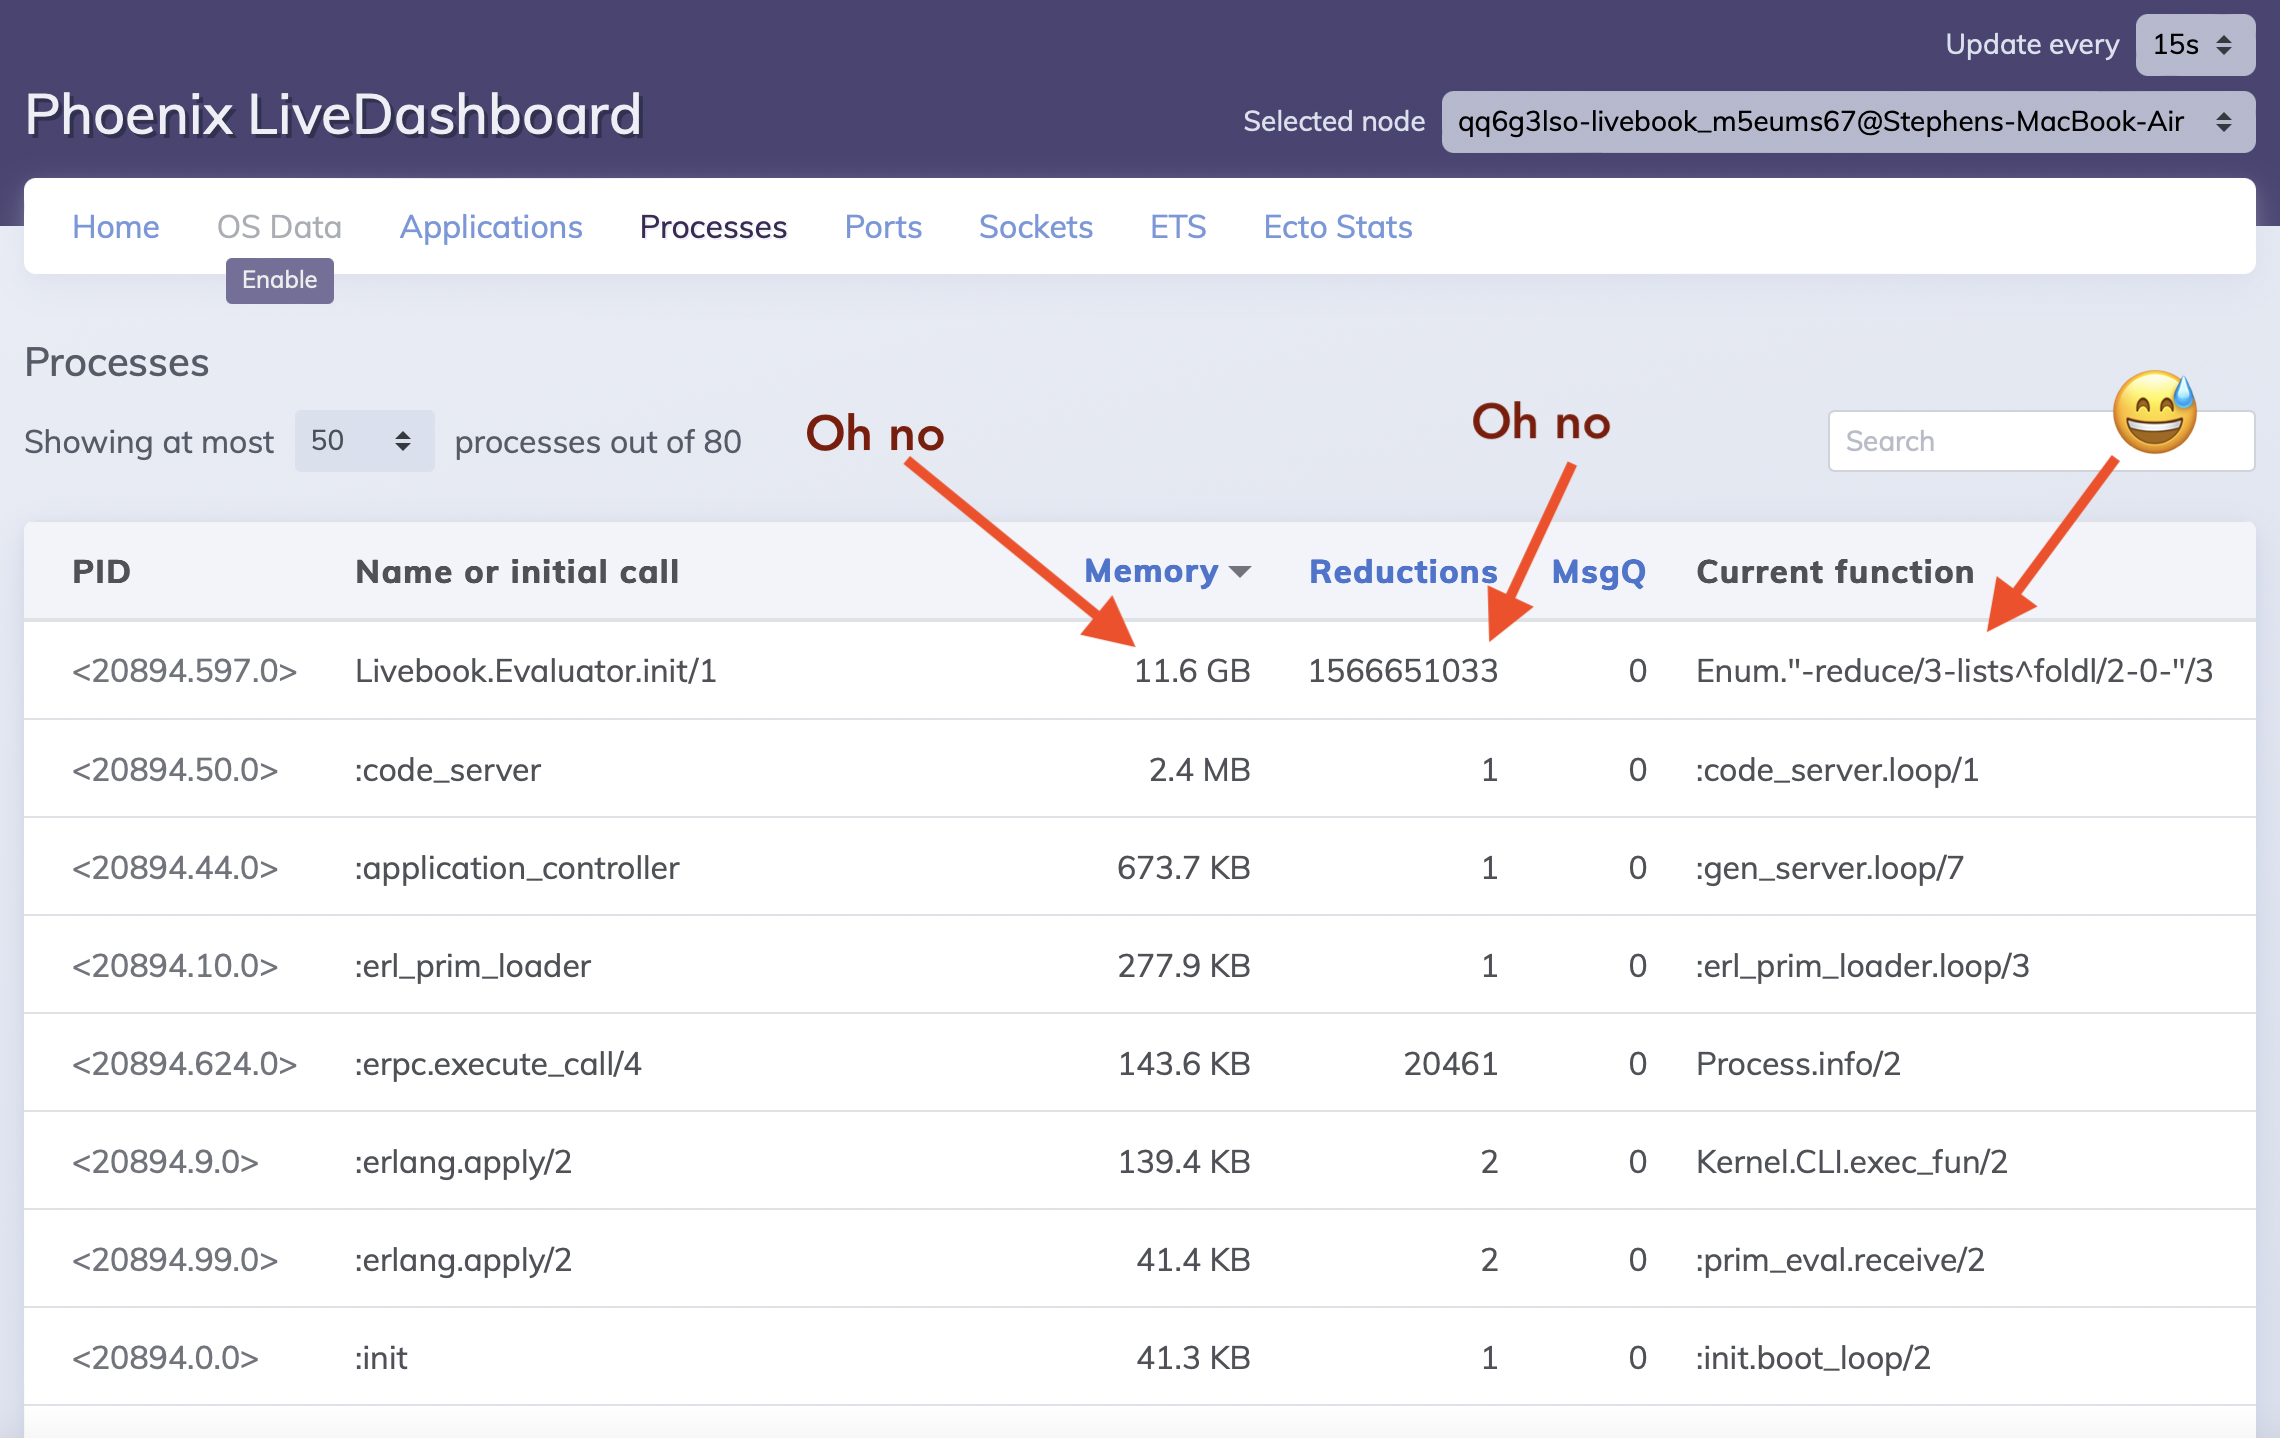 Update every 15s
Phoenix LiveDashboard
Selected node qq6g3lso-livebook_m5eums67@Stephens-MacBook-Air
Home OS Data Applications Processes Ports Sockets ETS Ecto Stats
Enable
Processes
Showing at most 50 processes out of 80
Oh no
Oh no
Search
PID Name or initial call Memory Reductions MsgQ Current function
<20894.597.0> Livebook.Evaluator.init/1 11.6 GB 1566651033 0 Enum."-reduce/3-lists^foldl/2-0-"/3
<20894.50.0> :code_server 2.4 MB 1 0 :code_server.loop/1
<20894.44.0> :application_controller 673.7 KB 1 0 :gen_server.loop/7
<20894.10.0> :erl_prim_loader 277.9 KB 1 0 :erl_prim_loader.loop/3
<20894.624.0> :erpc.execute_call/4 143.6 KB 20461 0 Process.info/2
<20894.9.0> :erlang.apply/2 139.4 KB 2 0 Kernel.CLI.exec_fun/2
<20894.99.0> :erlang.apply/2 41.4 KB 2 0 :prim_eval.receive/2
<20894.0.0> :init 41.3 KB 1 0 :init.boot_loop/2